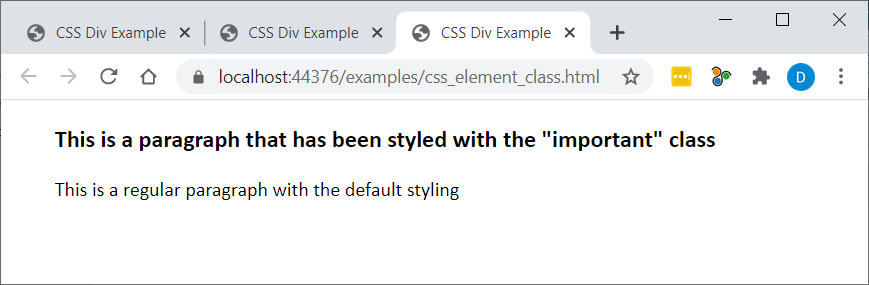 CSS Div Example
CSS Div Example
CSS Div Example
localhost:44376/examples/css_element_class.html
D
This is a paragraph that has been styled with the "important" class
This is a regular paragraph with the default styling